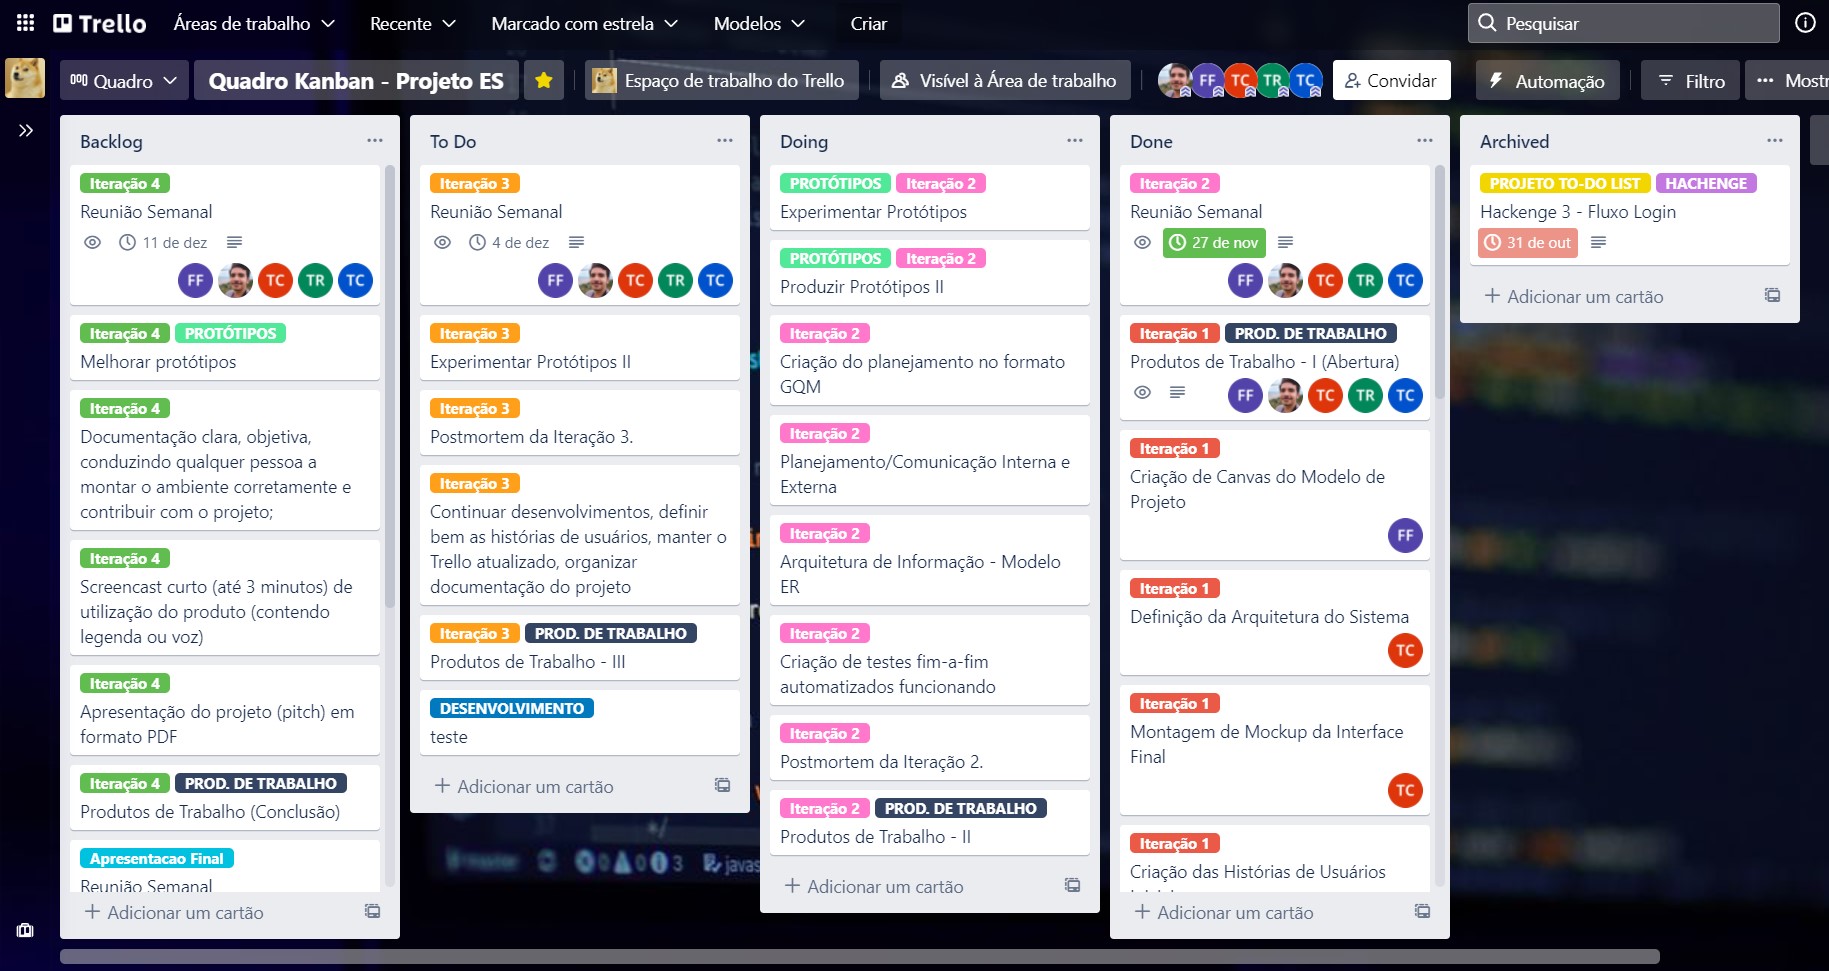 Trello
Áreas de trabalho
Recente
Marcado com estrela
Modelos
Criar
Pesquisar
Quadro
Quadro Kanban - Projeto ES
Espaço de trabalho do Trello
Visível à Área de trabalho
FF
TC
TR
TC
Convidar
Automação
Filtro
Mostr
Backlog
Iteração 4
Reunião Semanal
11 de dez
FF TC TR TC
Iteração 4 PROTÓTIPOS
Melhorar protótipos
Iteração 4
Documentação clara, objetiva,
conduzindo qualquer pessoa a
montar o ambiente corretamente e
contribuir com o projeto;
Iteração 4
Screencast curto (até 3 minutos) de
utilização do produto (contendo
legenda ou voz)
Iteração 4
Apresentação do projeto (pitch) em
formato PDF
Iteração 4 PROD. DE TRABALHO
Produtos de Trabalho (Conclusão)
Apresentacao Final
Reunião Semanal
Adicionar um cartão
To Do
Iteração 3
Reunião Semanal
4 de dez
FF TC TR TC
Iteração 3
Experimentar Protótipos II
Iteração 3
Postmortem da Iteração 3.
Iteração 3
Continuar desenvolvimentos, definir
bem as histórias de usuários, manter o
Trello atualizado, organizar
documentação do projeto
Iteração 3 PROD. DE TRABALHO
Produtos de Trabalho - III
DESENVOLVIMENTO
teste
Adicionar um cartão
Doing
PROTÓTIPOS Iteração 2
Experimentar Protótipos
PROTÓTIPOS Iteração 2
Produzir Protótipos II
Iteração 2
Criação do planejamento no formato
GQM
Iteração 2
Planejamento/Comunicação Interna e
Externa
Iteração 2
Arquitetura de Informação - Modelo
ER
Iteração 2
Criação de testes fim-a-fim
automatizados funcionando
Iteração 2
Postmortem da Iteração 2.
Iteração 2 PROD. DE TRABALHO
Produtos de Trabalho - II
Adicionar um cartão
Done
Iteração 2
Reunião Semanal
27 de nov
FF TC TR TC
Iteração 1 PROD. DE TRABALHO
Produtos de Trabalho - I (Abertura)
FF TC TR TC
Iteração 1
Criação de Canvas do Modelo de
Projeto
FF
Iteração 1
Definição da Arquitetura do Sistema
TC
Iteração 1
Montagem de Mockup da Interface
Final
TC
Iteração 1
Criação das Histórias de Usuários
Adicionar um cartão
Archived
PROJETO TO-DO LIST HACHENGE
Hackenge 3 - Fluxo Login
31 de out
Adicionar um cartão